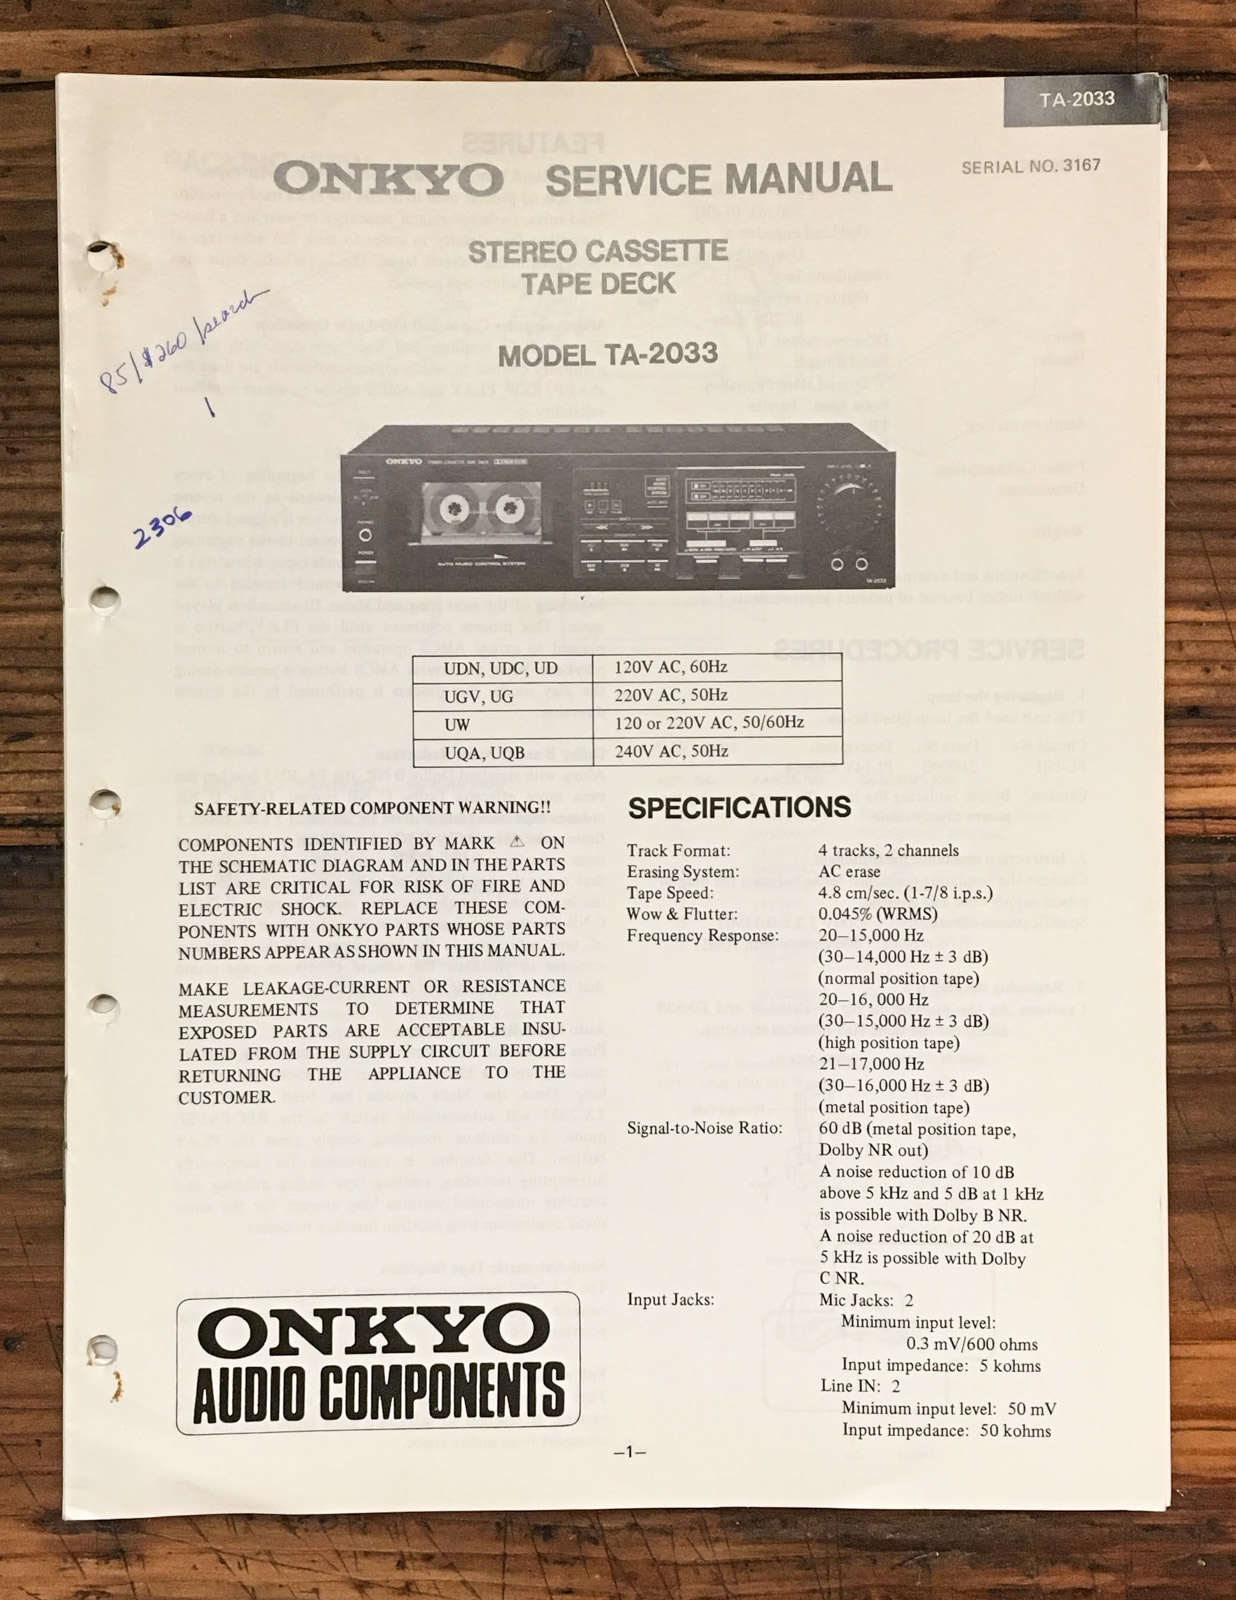 TA-2033
ONKYO SERVICE MANUAL
SERIAL NO. 3167
STEREO CASSETTE
TAPE DECK
MODEL TA-2033
85/$260/search
1
2306
ONKYO
AUTO MUSIC CONTROL SYSTEM
TA-2033
UDN, UDC, UD 120V AC, 60Hz
UGV, UG 220V AC, 50Hz
UW 120 or 220V AC, 50/60Hz
UQA, UQB 240V AC, 50Hz
SAFETY-RELATED COMPONENT WARNING!!
COMPONENTS IDENTIFIED BY MARK ⚠ ON
THE SCHEMATIC DIAGRAM AND IN THE PARTS
LIST ARE CRITICAL FOR RISK OF FIRE AND
ELECTRIC SHOCK. REPLACE THESE COM-
PONENTS WITH ONKYO PARTS WHOSE PARTS
NUMBERS APPEAR AS SHOWN IN THIS MANUAL.
MAKE LEAKAGE-CURRENT OR RESISTANCE
MEASUREMENTS TO DETERMINE THAT
EXPOSED PARTS ARE ACCEPTABLE INSU-
LATED FROM THE SUPPLY CIRCUIT BEFORE
RETURNING THE APPLIANCE TO THE
CUSTOMER.
ONKYO
AUDIO COMPONENTS
SPECIFICATIONS
Track Format: 4 tracks, 2 channels
Erasing System: AC erase
Tape Speed: 4.8 cm/sec. (1-7/8 i.p.s.)
Wow & Flutter: 0.045% (WRMS)
Frequency Response: 20–15,000 Hz
(30–14,000 Hz ± 3 dB)
(normal position tape)
20–16, 000 Hz
(30–15,000 Hz ± 3 dB)
(high position tape)
21–17,000 Hz
(30–16,000 Hz ± 3 dB)
(metal position tape)
Signal-to-Noise Ratio: 60 dB (metal position tape,
Dolby NR out)
A noise reduction of 10 dB
above 5 kHz and 5 dB at 1 kHz
is possible with Dolby B NR.
A noise reduction of 20 dB at
5 kHz is possible with Dolby
C NR.
Input Jacks: Mic Jacks: 2
Minimum input level:
0.3 mV/600 ohms
Input impedance: 5 kohms
Line IN: 2
Minimum input level: 50 mV
Input impedance: 50 kohms
–1–